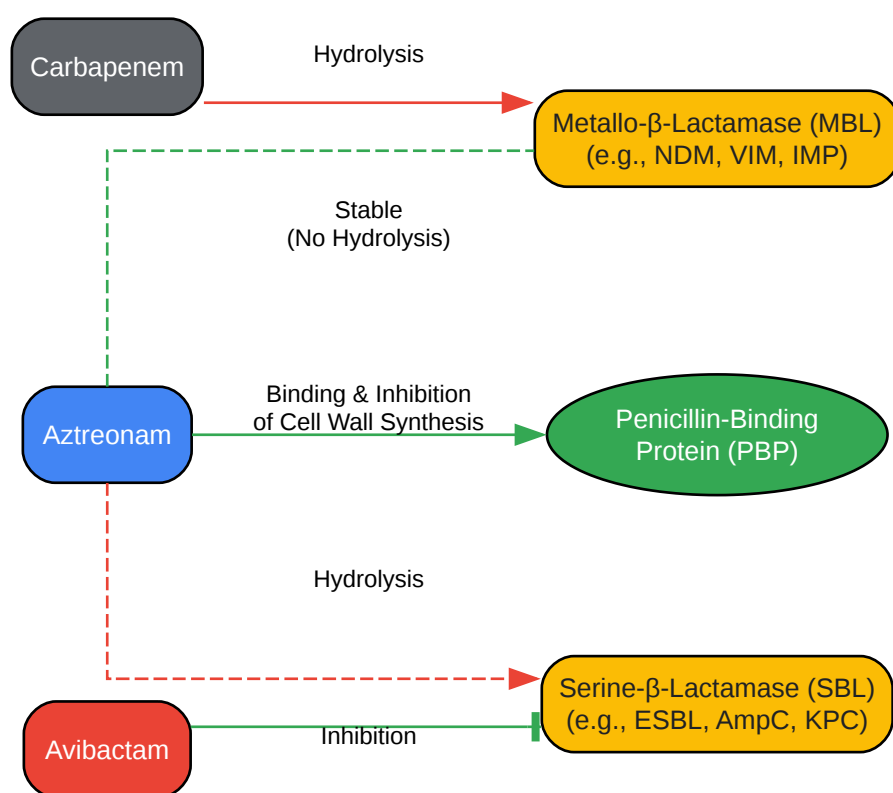 Carbapenem
Hydrolysis
Metallo-β-Lactamase (MBL)
(e.g., NDM, VIM, IMP)
Stable
(No Hydrolysis)
Aztreonam
Binding & Inhibition
of Cell Wall Synthesis
Penicillin-Binding
Protein (PBP)
Hydrolysis
Serine-β-Lactamase (SBL)
(e.g., ESBL, AmpC, KPC)
Avibactam
Inhibition